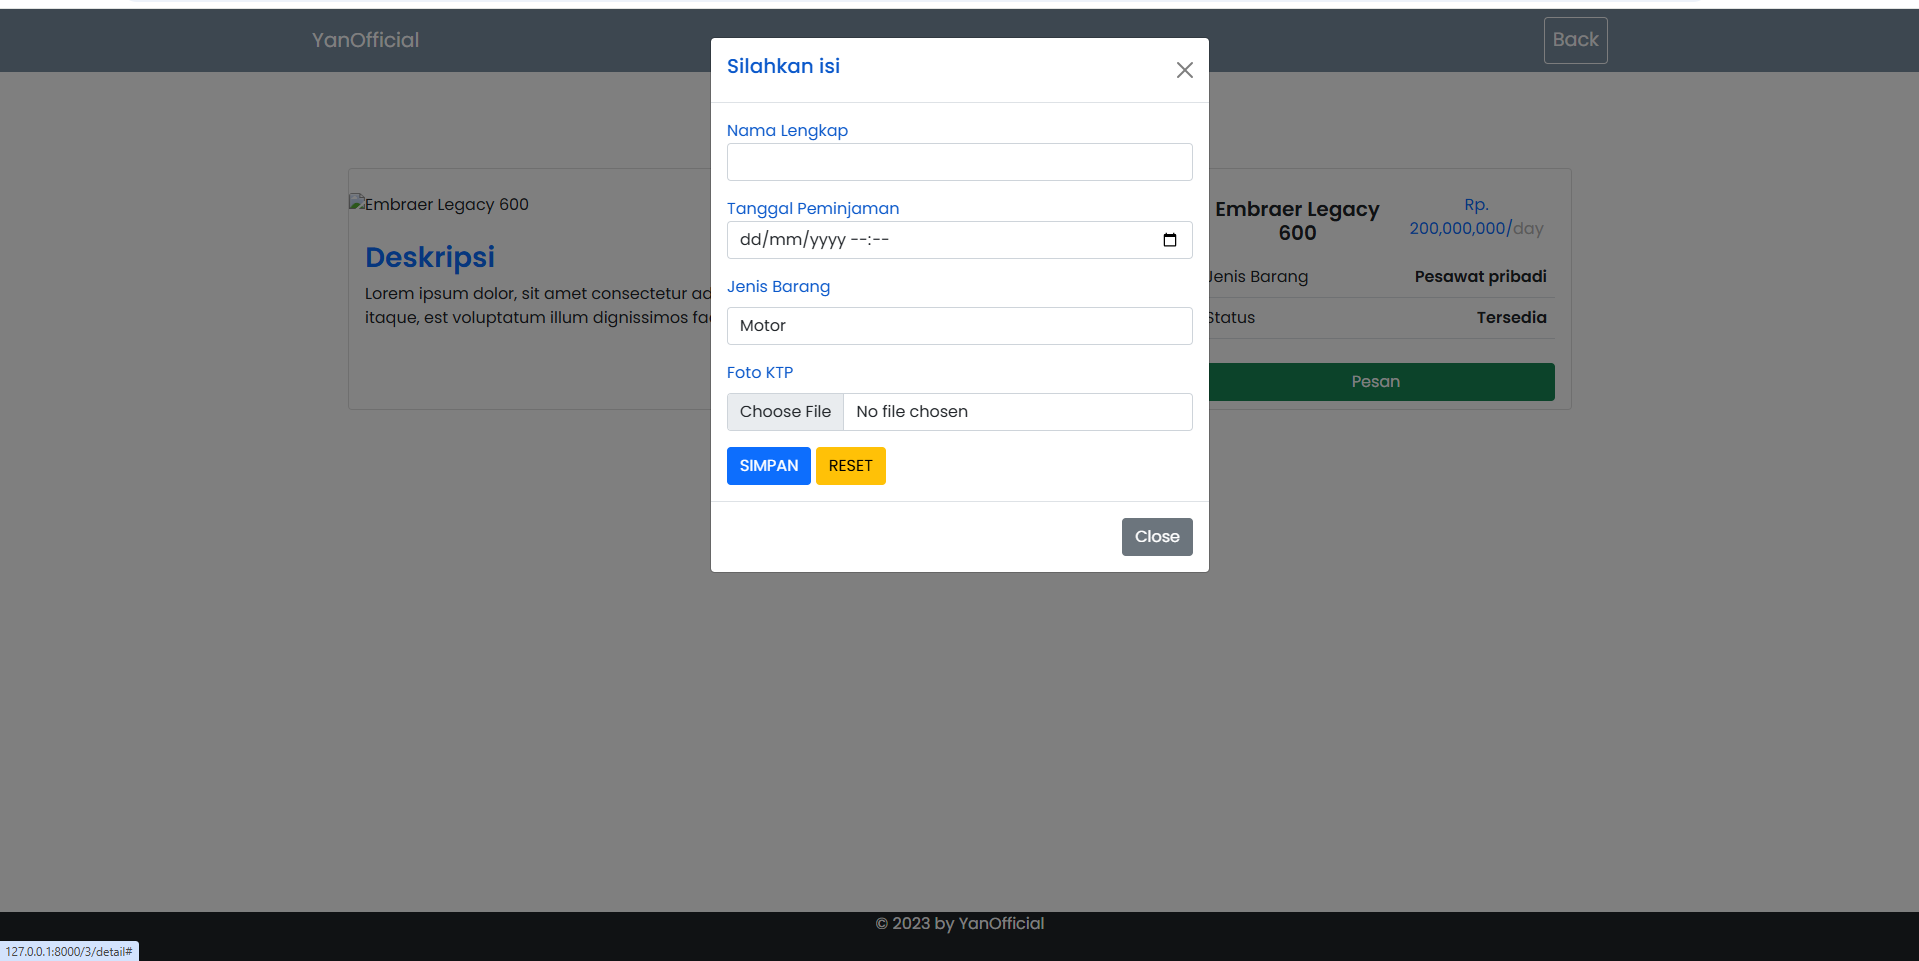 YanOfficial
Back
Silahkan isi
Nama Lengkap
Tanggal Peminjaman
dd/mm/yyyy --:--
Jenis Barang
Motor
Foto KTP
Choose File No file chosen
SIMPAN RESET
Close
Embraer Legacy 600
Deskripsi
Lorem ipsum dolor, sit amet consectetur
itaque, est voluptatum illum dignissimos
Embraer Legacy
600
Rp.
200,000,000/day
Jenis Barang Pesawat pribadi
Status Tersedia
Pesan
© 2023 by YanOfficial
127.0.0.1:8000/3/detail#